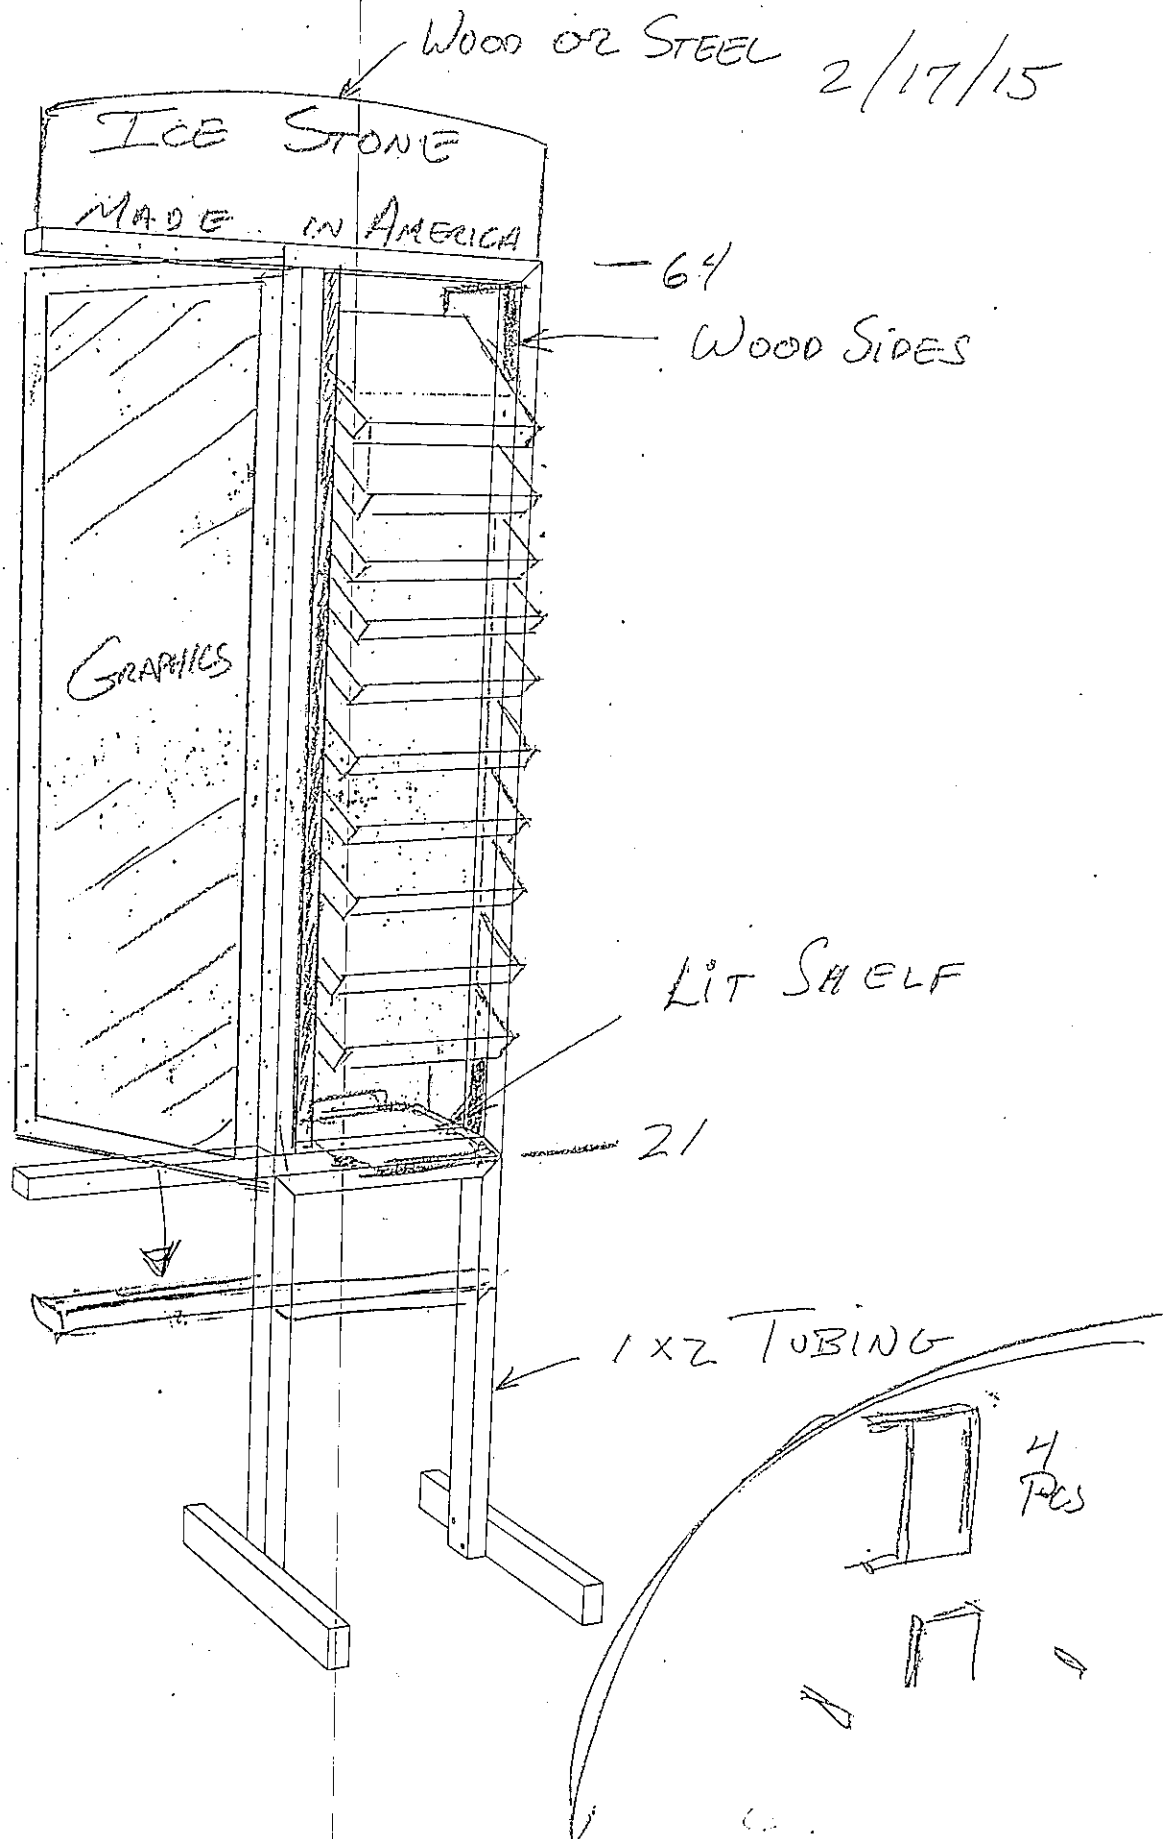 WOOD OR STEEL
2/17/15
ICE STONE
MADE IN AMERICA
64
WOOD SIDES
GRAPHICS
LIT SHELF
21
1X2 TUBING
4
PCS